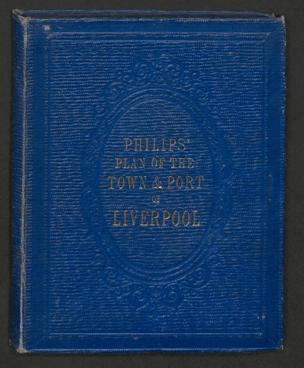 PHILIPS'
PLAN OF THE
TOWN & PORT
OF
LIVERPOOL